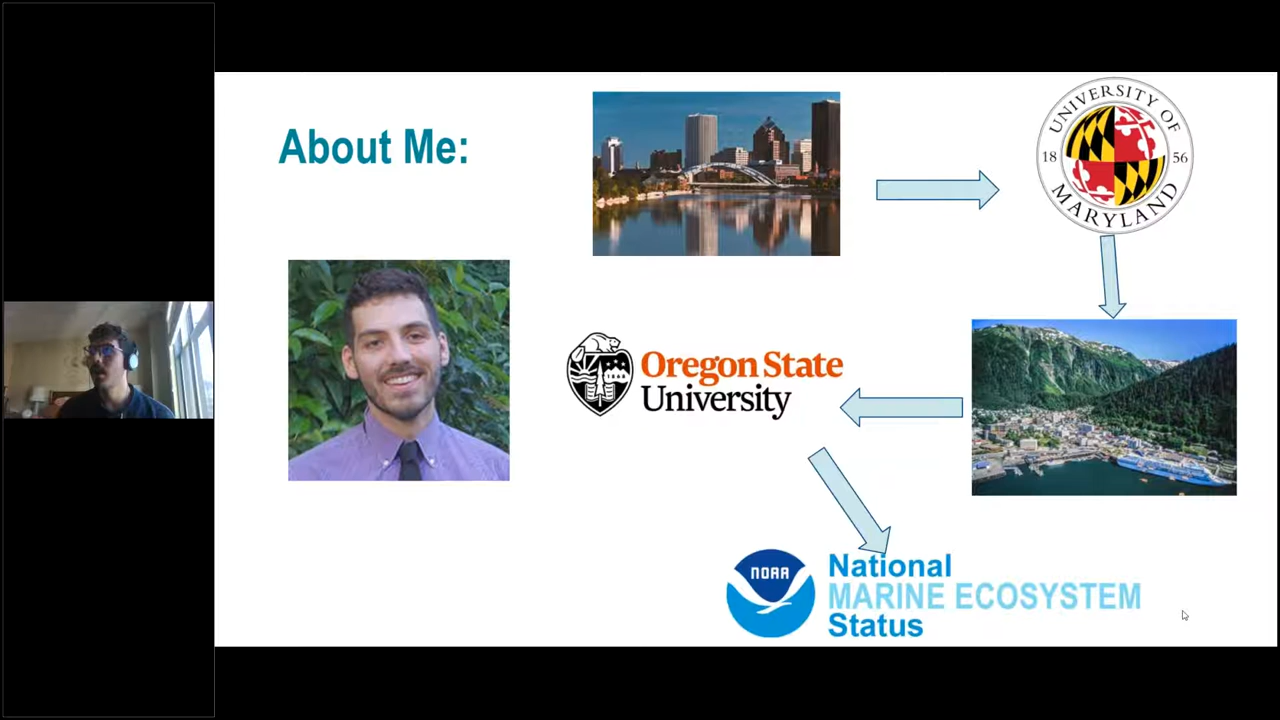 About Me:
UNIVERSITY OF
18 56
MARYLAND
Oregon State
University
NOAA
National
MARINE ECOSYSTEM
Status